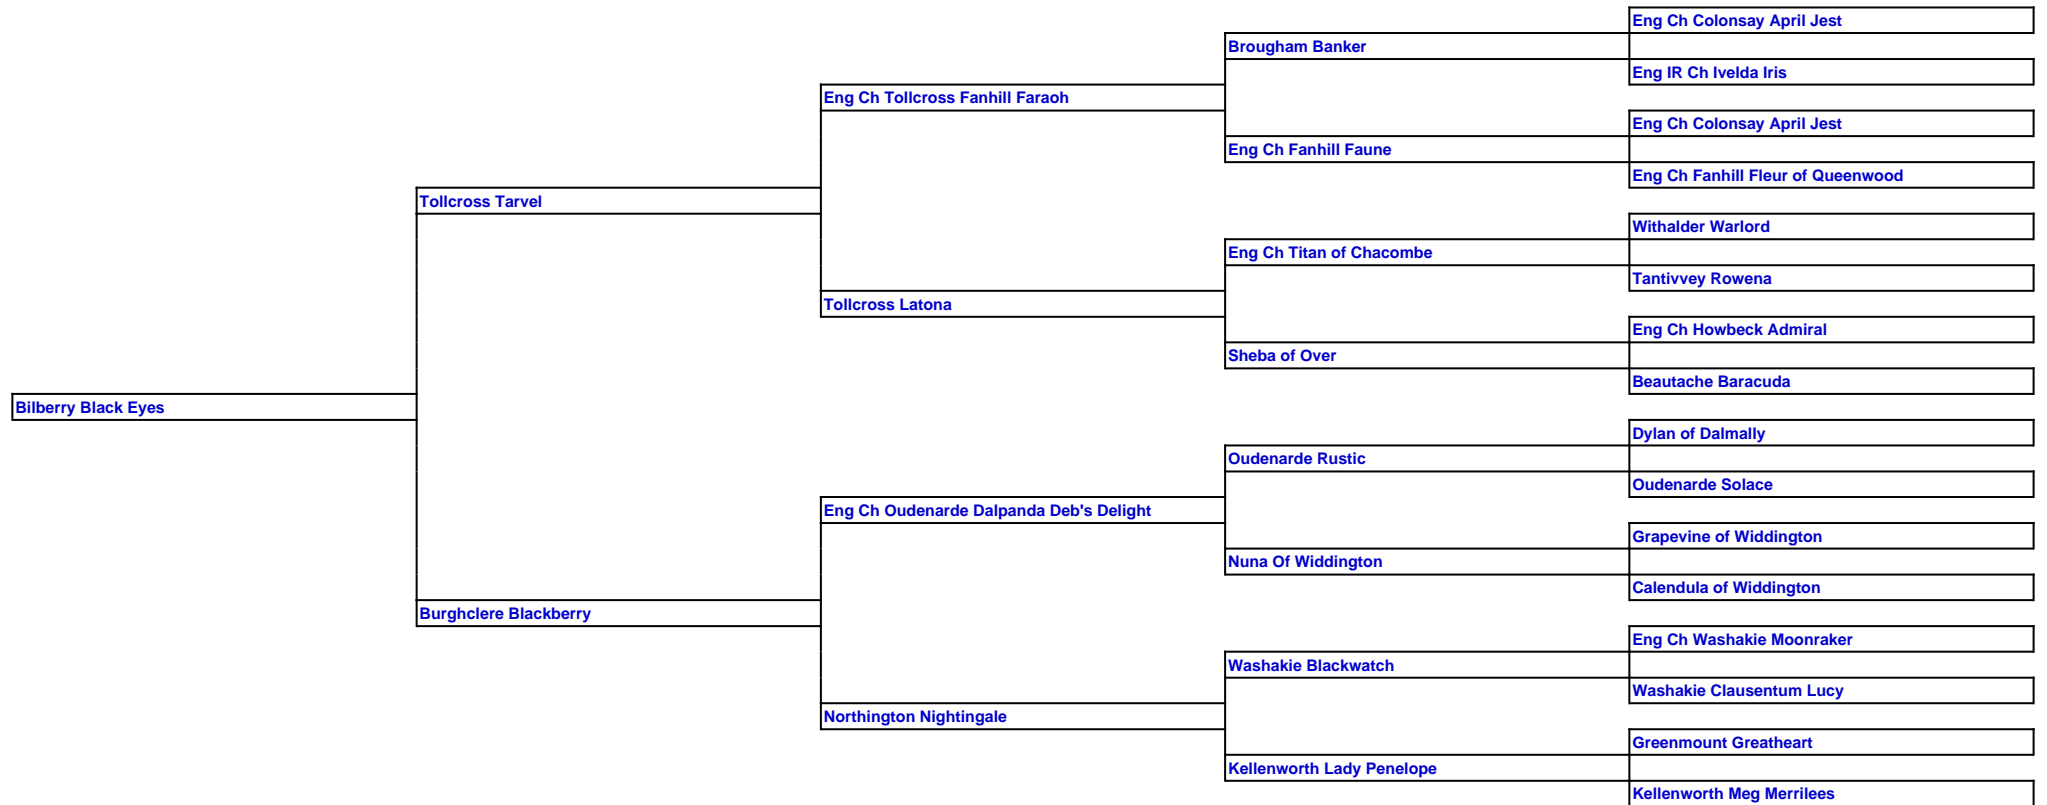 Eng Ch Colonsay April Jest
Brougham Banker
Eng IR Ch Ivelda Iris
Eng Ch Tollcross Fanhill Faraoh
Eng Ch Colonsay April Jest
Eng Ch Fanhill Faune
Eng Ch Fanhill Fleur of Queenwood
Tollcross Tarvel
Withalder Warlord
Eng Ch Titan of Chacombe
Tantivvey Rowena
Tollcross Latona
Eng Ch Howbeck Admiral
Sheba of Over
Beautache Baracuda
Bilberry Black Eyes
Dylan of Dalmally
Oudenarde Rustic
Oudenarde Solace
Eng Ch Oudenarde Dalpanda Deb's Delight
Grapevine of Widdington
Nuna Of Widdington
Calendula of Widdington
Burghclere Blackberry
Eng Ch Washakie Moonraker
Washakie Blackwatch
Washakie Clausentum Lucy
Northington Nightingale
Greenmount Greatheart
Kellenworth Lady Penelope
Kellenworth Meg Merrilees